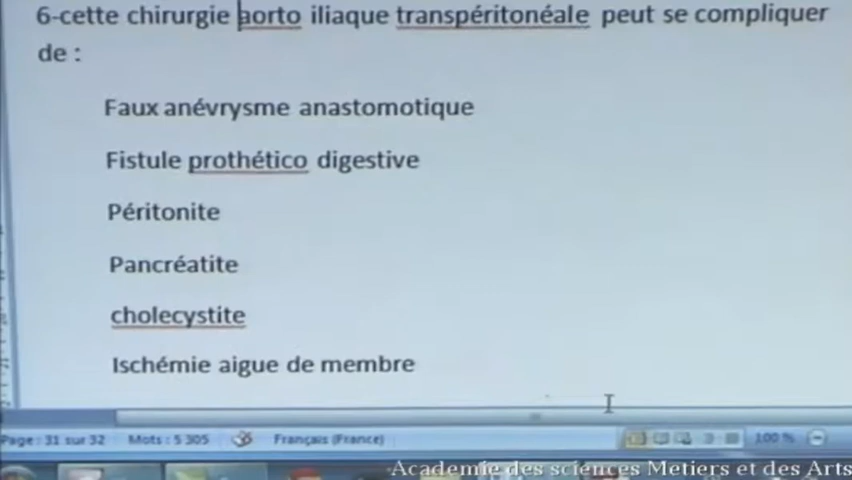 6-cette chirurgie aorto iliaque transpéritonéale peut se compliquer
de :
Faux anévrysme anastomotique
Fistule prothético digestive
Péritonite
Pancréatite
cholecystite
Ischémie aigue de membre
Page : 31 sur 32 Mots : 5 305 Français (France) 100 %
Academie des sciences Metiers et des Arts